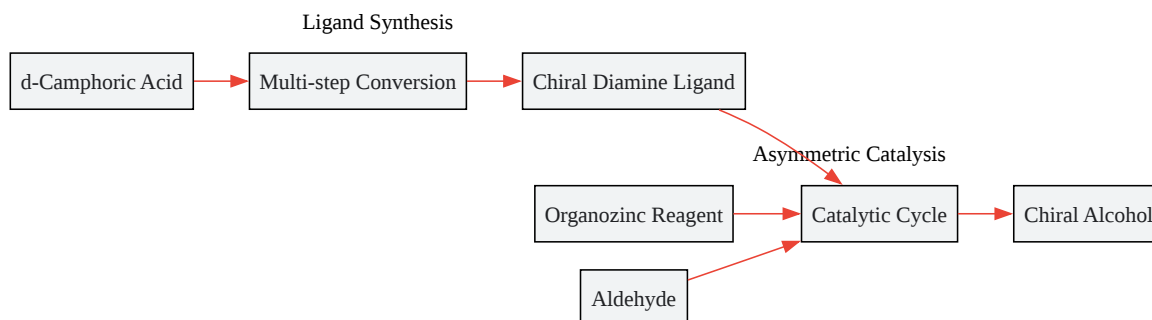 Ligand Synthesis
d-Camphoric Acid
Multi-step Conversion
Chiral Diamine Ligand
Asymmetric Catalysis
Organozinc Reagent
Catalytic Cycle
Chiral Alcohol
Aldehyde